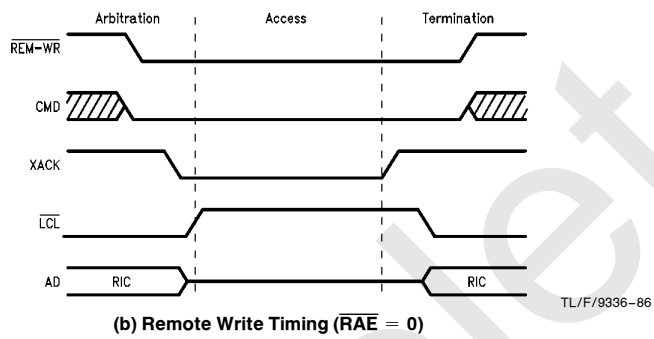 Arbitration Access Termination
REM-WR
CMD
XACK
LCL
AD RIC RIC
TL/F/9336–86
(b) Remote Write Timing (RAE = 0)